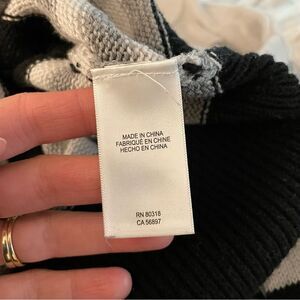 MADE IN CHINA
FABRIQUÉ EN CHINE
HECHO EN CHINA
RN 80318
CA 56897